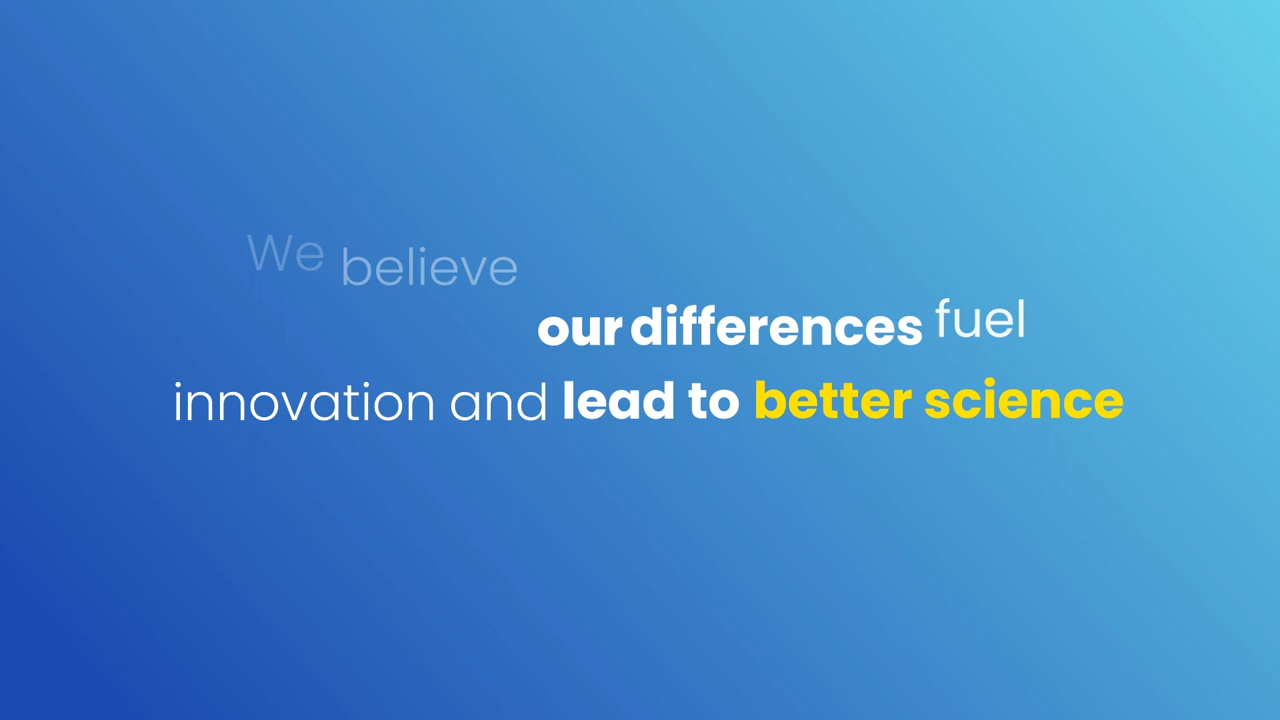 We believe
our differences fuel
innovation and lead to better science